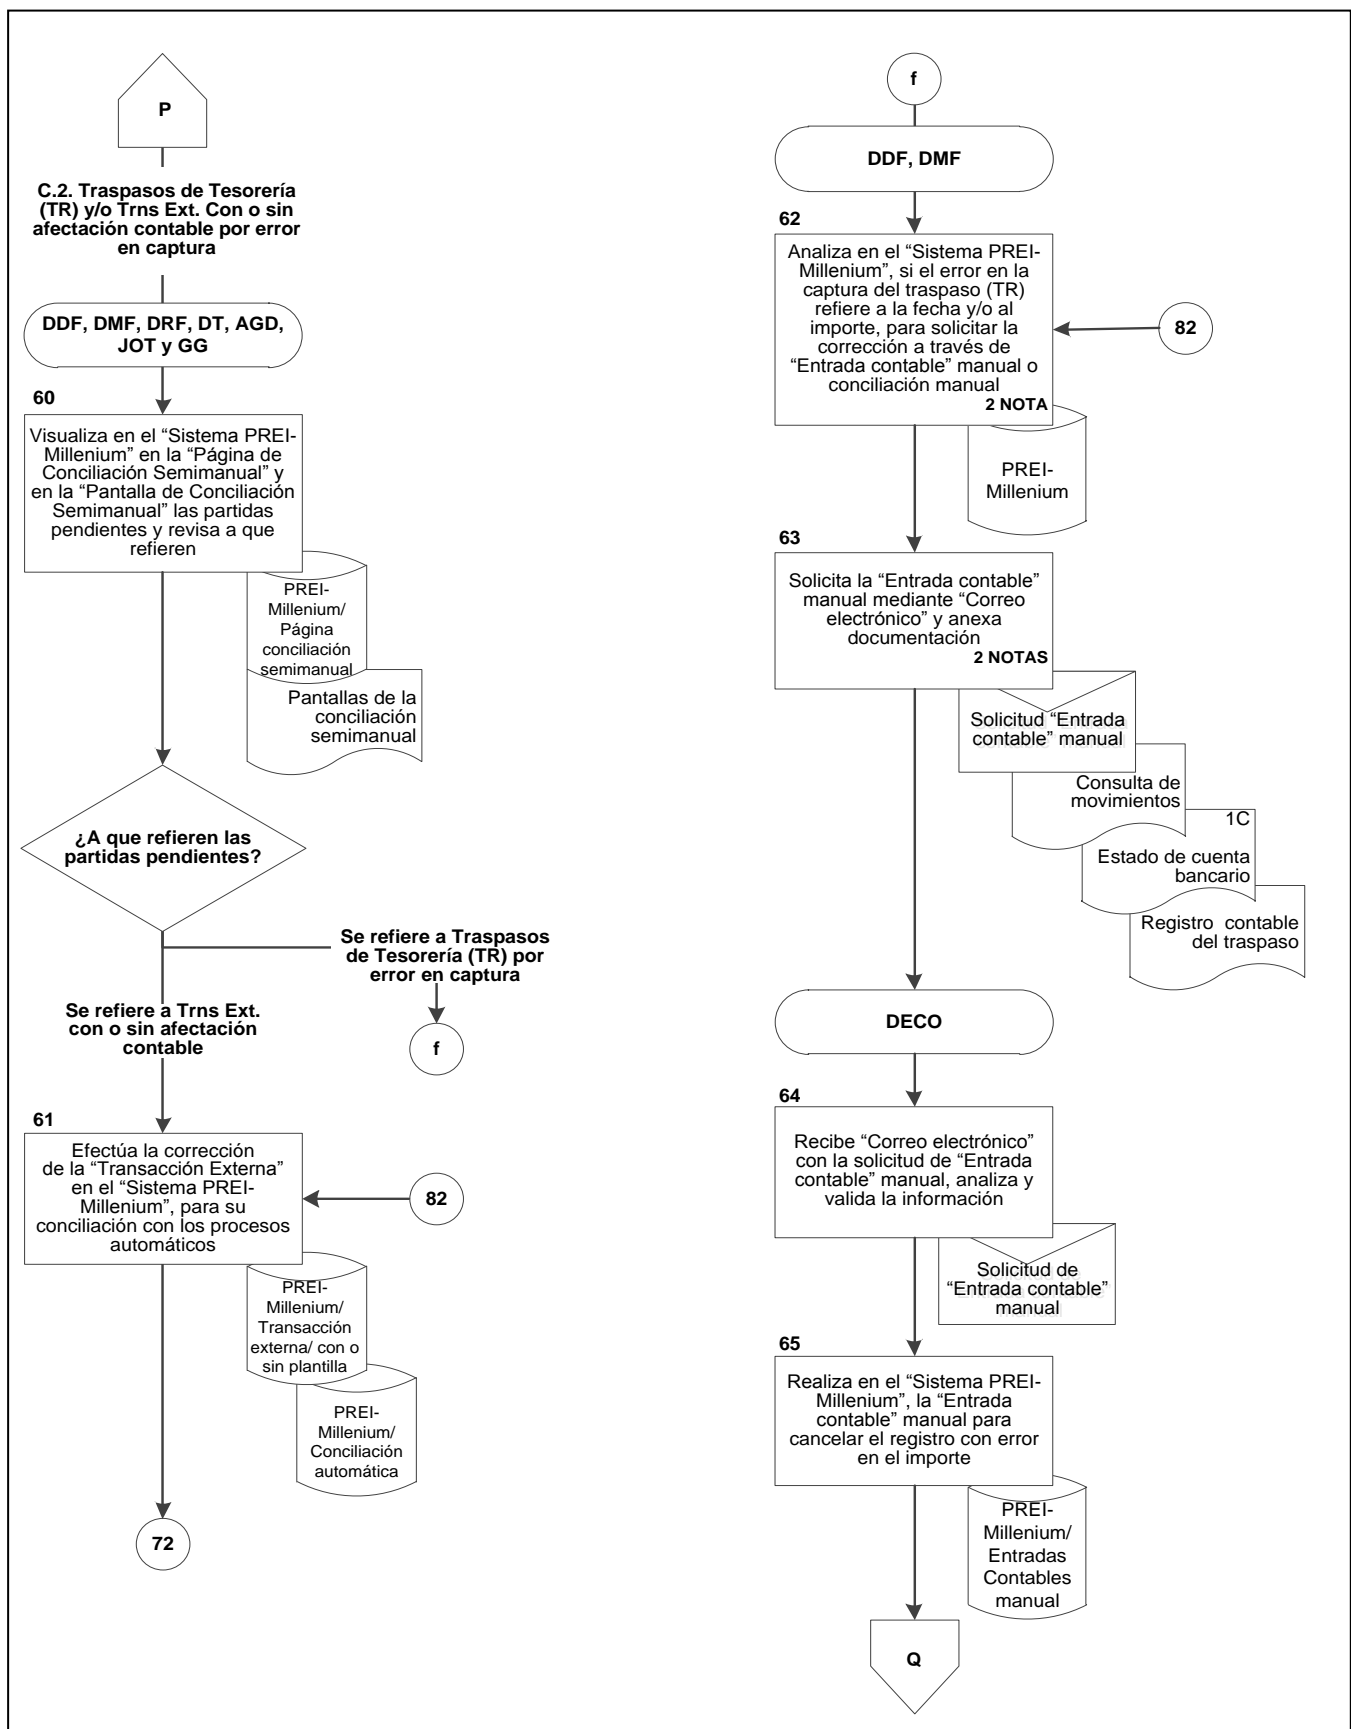 P
C.2. Traspasos de Tesorería
(TR) y/o Trns Ext. Con o sin
afectación contable por error
en captura
DDF, DMF, DRF, DT, AGD,
JOT y GG
60
Visualiza en el “Sistema PREI-
Millenium” en la “Página de
Conciliación Semimanual” y
en la “Pantalla de Conciliación
Semimanual” las partidas
pendientes y revisa a que
refieren
PREI-
Millenium/
Página
conciliación
semimanual
Pantallas de la
conciliación
semimanual
¿A que refieren las
partidas pendientes?
Se refiere a Traspasos
de Tesorería (TR) por
error en captura
f
Se refiere a Trns Ext.
con o sin afectación
contable
61
Efectúa la corrección
de la “Transacción Externa”
en el “Sistema PREI-
Millenium”, para su
conciliación con los procesos
automáticos
82
PREI-
Millenium/
Transacción
externa/ con o
sin plantilla
PREI-
Millenium/
Conciliación
automática
72
f
DDF, DMF
62
Analiza en el “Sistema PREI-
Millenium”, si el error en la
captura del traspaso (TR)
refiere a la fecha y/o al
importe, para solicitar la
corrección a través de
“Entrada contable” manual o
conciliación manual
2 NOTA
82
PREI-
Millenium
63
Solicita la “Entrada contable”
manual mediante “Correo
electrónico” y anexa
documentación
2 NOTAS
Solicitud “Entrada
contable” manual
Consulta de
movimientos
1C
Estado de cuenta
bancario
Registro contable
del traspaso
DECO
64
Recibe “Correo electrónico”
con la solicitud de “Entrada
contable” manual, analiza y
valida la información
Solicitud de
“Entrada contable”
manual
65
Realiza en el “Sistema PREI-
Millenium”, la “Entrada
contable” manual para
cancelar el registro con error
en el importe
PREI-
Millenium/
Entradas
Contables
manual
Q